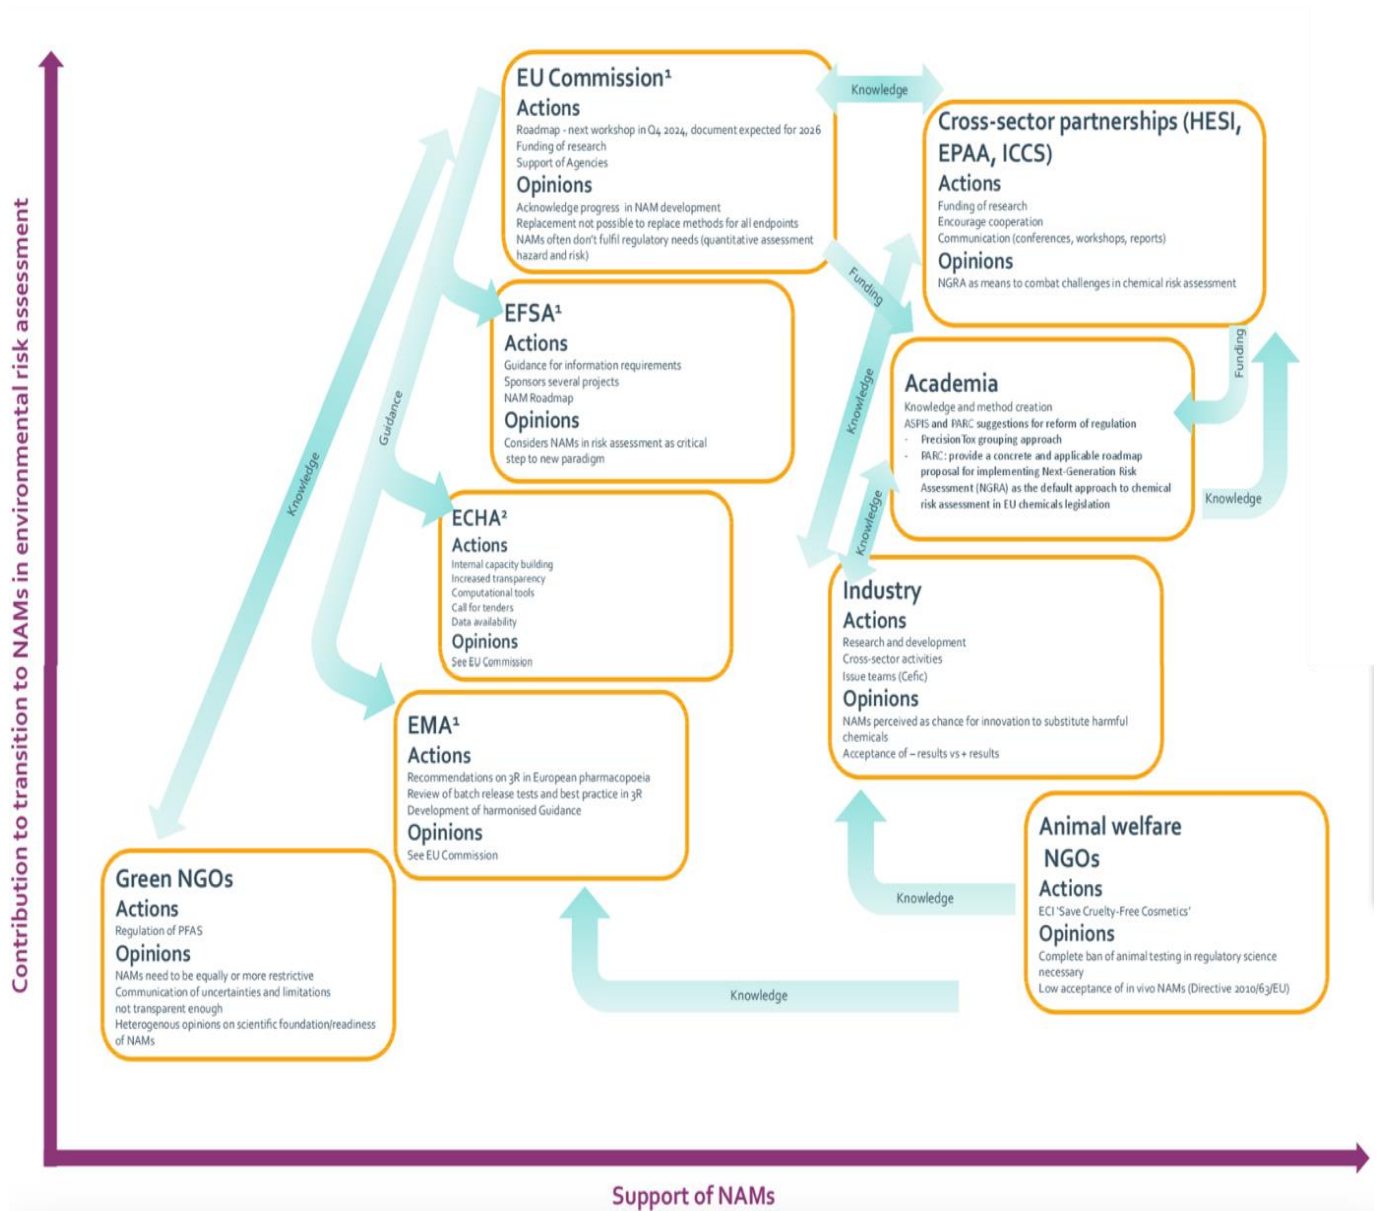 Contribution to transition to NAMs in environmental risk assessment
EU Commission¹
Actions
Roadmap - next workshop in Q4 2024, document expected for 2026
Funding of research
Support of Agencies
Opinions
Acknowledge progress in NAM development
Replacement not possible to replace methods for all endpoints
NAMs often don't fulfil regulatory needs (quantitative assessment
hazard and risk)
Knowledge
Cross-sector partnerships (HESI,
EPAA, ICCS)
Actions
Funding of research
Encourage cooperation
Communication (conferences, workshops, reports)
Opinions
NGRA as means to combat challenges in chemical risk assessment
Funding
EFSA¹
Actions
Guidance for information requirements
Sponsors several projects
NAM Roadmap
Opinions
Considers NAMs in risk assessment as critical
step to new paradigm
Knowledge
Guidance
Knowledge
Funding
Academia
Knowledge and method creation
ASPIS and PARC suggestions for reform of regulation
- PrecisionTox grouping approach
- PARC: provide a concrete and applicable roadmap
proposal for implementing Next-Generation Risk
Assessment (NGRA) as the default approach to chemical
risk assessment in EU chemicals legislation
Knowledge
Knowledge
ECHA²
Actions
Internal capacity building
Increased transparency
Computational tools
Call for tenders
Data availability
Opinions
See EU Commission
Industry
Actions
Research and development
Cross-sector activities
Issue teams (Cefic)
Opinions
NAMs perceived as chance for innovation to substitute harmful
chemicals
Acceptance of – results vs + results
EMA¹
Actions
Recommendations on 3R in European pharmacopoeia
Review of batch release tests and best practice in 3R
Development of harmonised Guidance
Opinions
See EU Commission
Animal welfare
NGOs
Actions
ECI 'Save Cruelty-Free Cosmetics'
Opinions
Complete ban of animal testing in regulatory science
necessary
Low acceptance of in vivo NAMs (Directive 2010/63/EU)
Knowledge
Green NGOs
Actions
Regulation of PFAS
Opinions
NAMs need to be equally or more restrictive
Communication of uncertainties and limitations
not transparent enough
Heterogenous opinions on scientific foundation/readiness
of NAMs
Knowledge
Support of NAMs